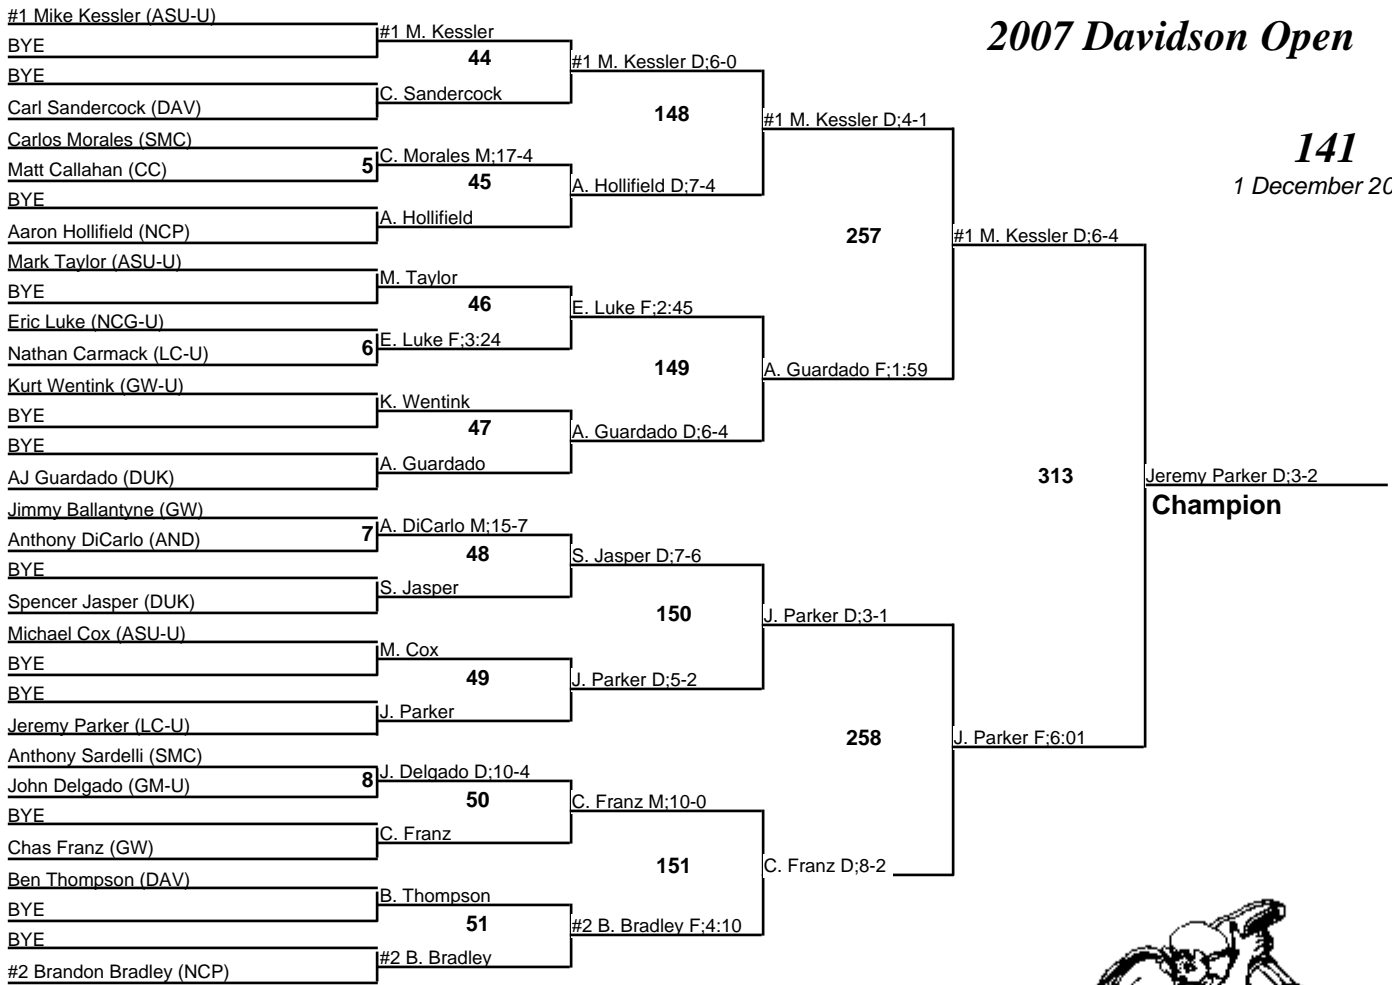 2007 Davidson Open
141
1 December 20
#1 Mike Kessler (ASU-U)
BYE
BYE
Carl Sandercock (DAV)
Carlos Morales (SMC)
Matt Callahan (CC)
BYE
Aaron Hollifield (NCP)
Mark Taylor (ASU-U)
BYE
Eric Luke (NCG-U)
Nathan Carmack (LC-U)
Kurt Wentink (GW-U)
BYE
BYE
AJ Guardado (DUK)
Jimmy Ballantyne (GW)
Anthony DiCarlo (AND)
BYE
Spencer Jasper (DUK)
Michael Cox (ASU-U)
BYE
BYE
Jeremy Parker (LC-U)
Anthony Sardelli (SMC)
John Delgado (GM-U)
BYE
Chas Franz (GW)
Ben Thompson (DAV)
BYE
BYE
#2 Brandon Bradley (NCP)
5
6
7
8
#1 M. Kessler
44
C. Sandercock
C. Morales M;17-4
45
A. Hollifield
M. Taylor
46
E. Luke F;3:24
K. Wentink
47
A. Guardado
A. DiCarlo M;15-7
48
S. Jasper
M. Cox
49
J. Parker
J. Delgado D;10-4
50
C. Franz
B. Thompson
51
#2 B. Bradley
#1 M. Kessler D;6-0
148
A. Hollifield D;7-4
E. Luke F;2:45
149
A. Guardado D;6-4
S. Jasper D;7-6
150
J. Parker D;5-2
C. Franz M;10-0
151
#2 B. Bradley F;4:10
#1 M. Kessler D;4-1
257
A. Guardado F;1:59
J. Parker D;3-1
258
C. Franz D;8-2
#1 M. Kessler D;6-4
313
J. Parker F;6:01
Jeremy Parker D;3-2
Champion